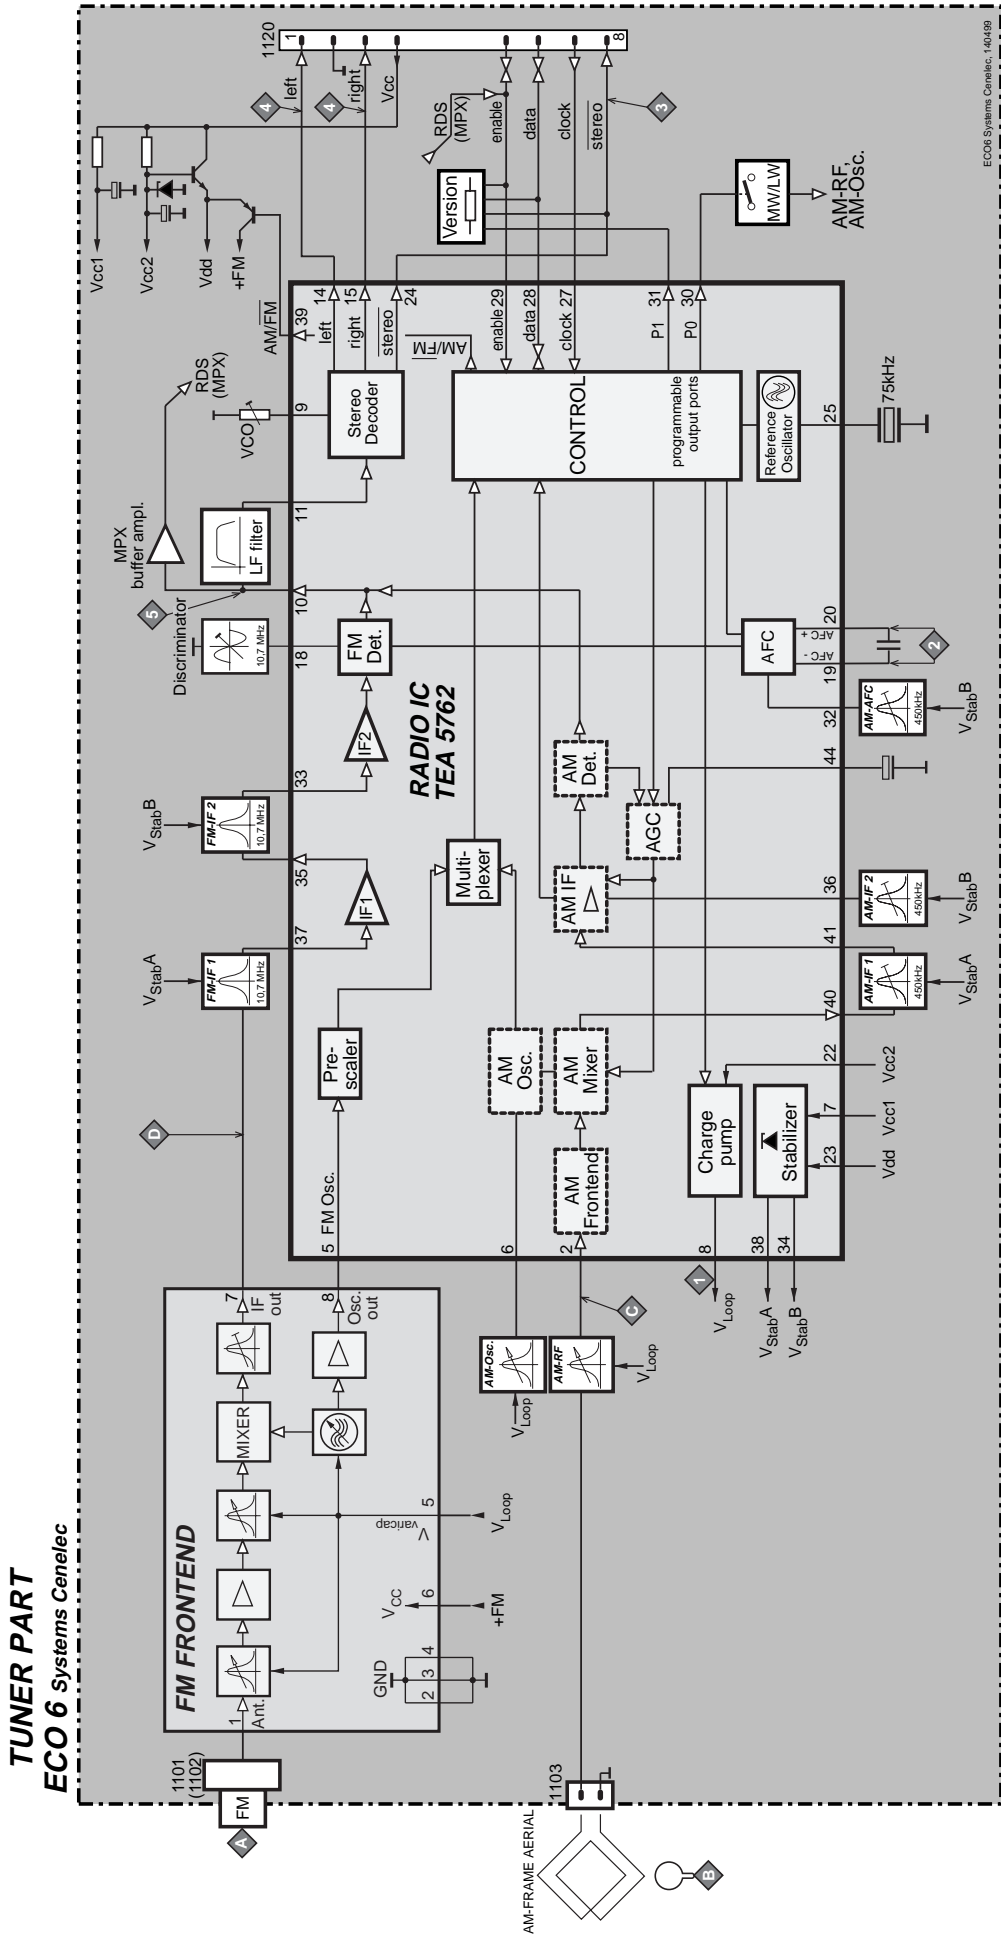 TUNER PART
ECO 6 Systems Cenelec
FM
A
1101
(1102)
FM FRONTEND
1
Ant.
MIXER
7
IF
out
8
Osc.
out
GND
2
3
4
VCC
6
+FM
Vvaricap
5
VLoop
D
VStabA
FM-IF 1
10,7 MHz
37
IF1
35
VStabB
FM-IF 2
10,7 MHz
33
IF2
Discriminator
10,7 MHz
18
FM
Det.
5
10
MPX
buffer ampl.
LF filter
11
RDS
(MPX)
VCO
9
Stereo
Decoder
AM/FM
39
left
14
right
15
stereo
24
Vcc1
Vcc2
Vdd
+FM
1120
1
left
4
right
4
Vcc
RDS
(MPX)
enable
data
clock
stereo
8
3
Version
RADIO IC
TEA 5762
5
FM Osc.
Pre-
scaler
Multi-
plexer
AM/FM
CONTROL
programmable
output ports
enable 29
data 28
clock 27
P1
31
P0
30
MW/LW
AM-RF,
AM-Osc.
Reference
Oscillator
25
75kHz
6
AM
Osc.
AM
Mixer
2
AM
Frontend
AM IF
AM
Det.
AGC
AFC
AFC +
AFC -
20
19
2
32
AM-AFC
450kHz
VStabB
44
36
AM-IF 2
450kHz
VStabB
41
40
AM-IF 1
450kHz
VStabA
Charge
pump
22
Vcc2
Stabilizer
7
Vcc1
23
Vdd
8
1
VLoop
38
VStabA
34
VStabB
AM-Osc.
VLoop
AM-RF
VLoop
C
1103
AM-FRAME AERIAL
B
ECO6 Systems Cenelec, 140499